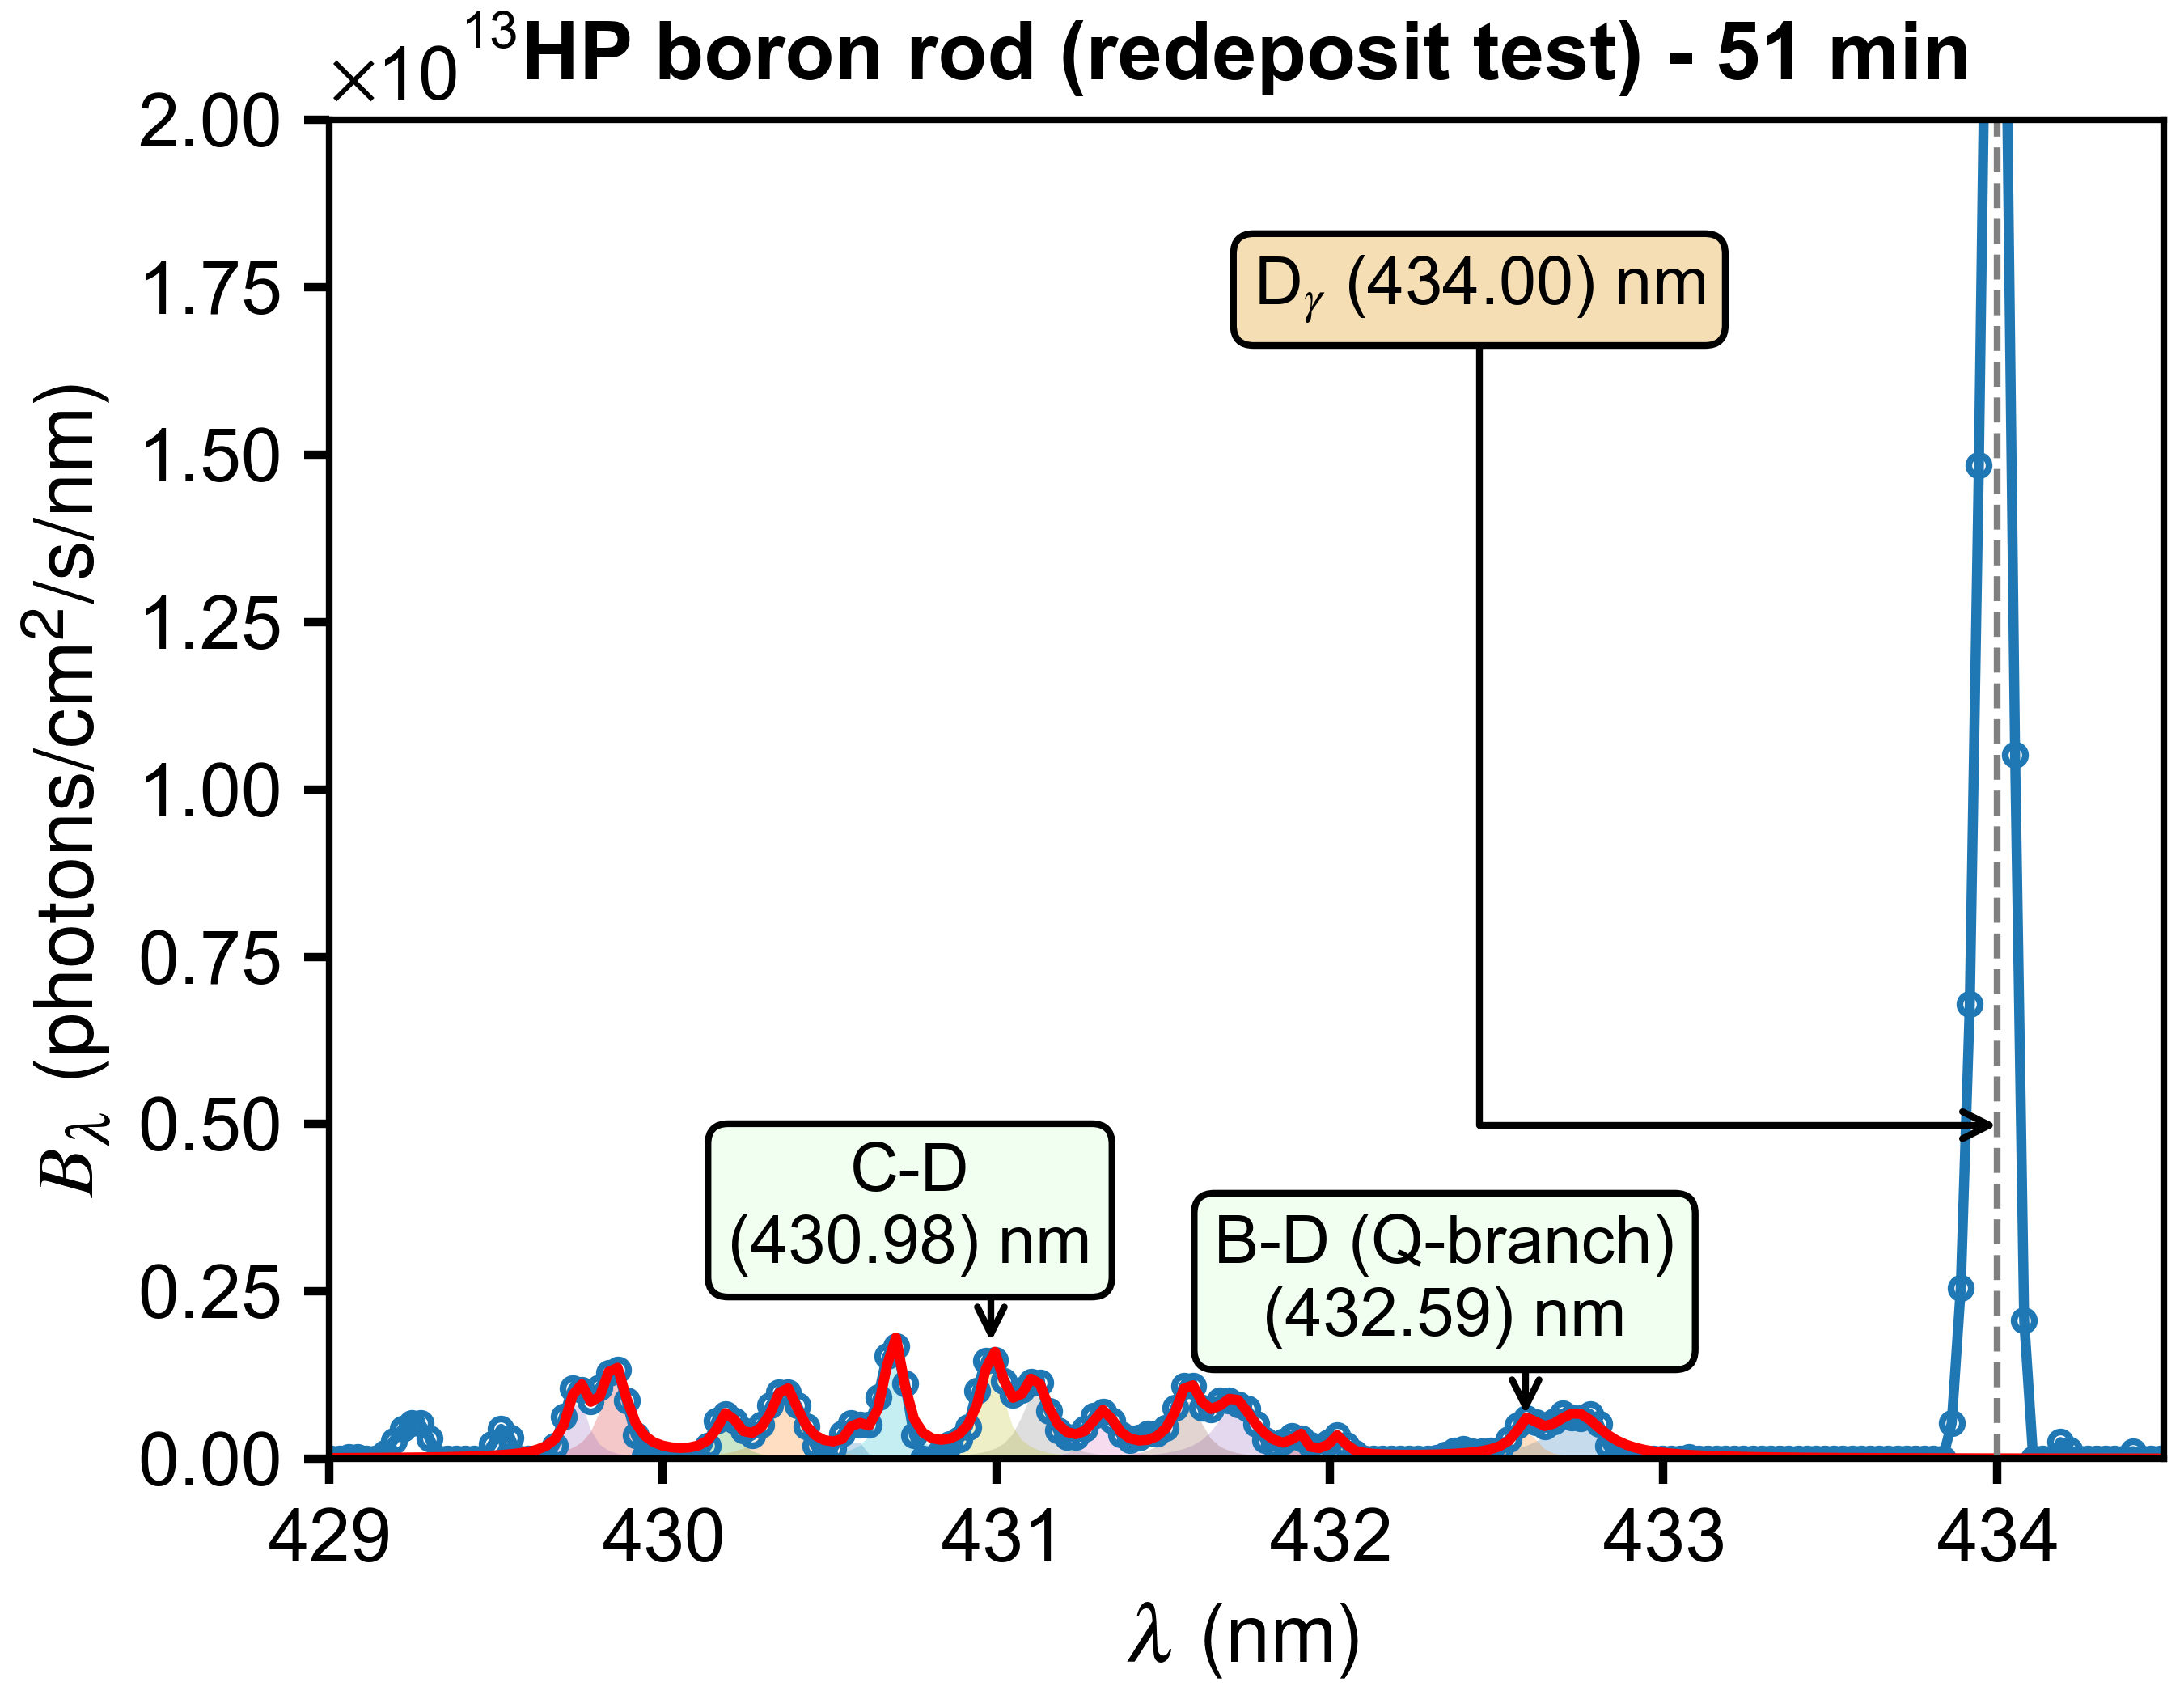 ×10¹³ HP boron rod (redeposit test) - 51 min
2.00
1.75
1.50
1.25
1.00
0.75
0.50
0.25
0.00
B_λ (photons/cm²/s/nm)
D_γ (434.00) nm
C-D
(430.98) nm
B-D (Q-branch)
(432.59) nm
429 430 431 432 433 434
λ (nm)